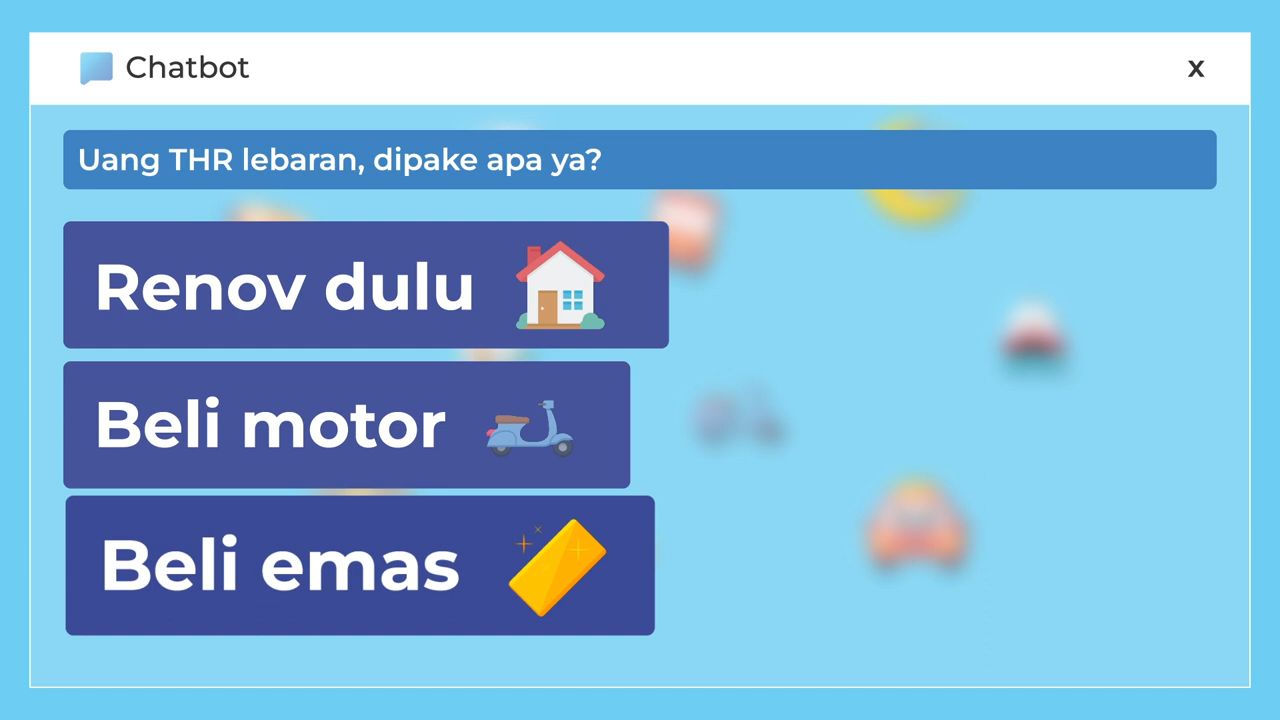 Chatbot
x
Uang THR lebaran, dipake apa ya?
Renov dulu
Beli motor
Beli emas